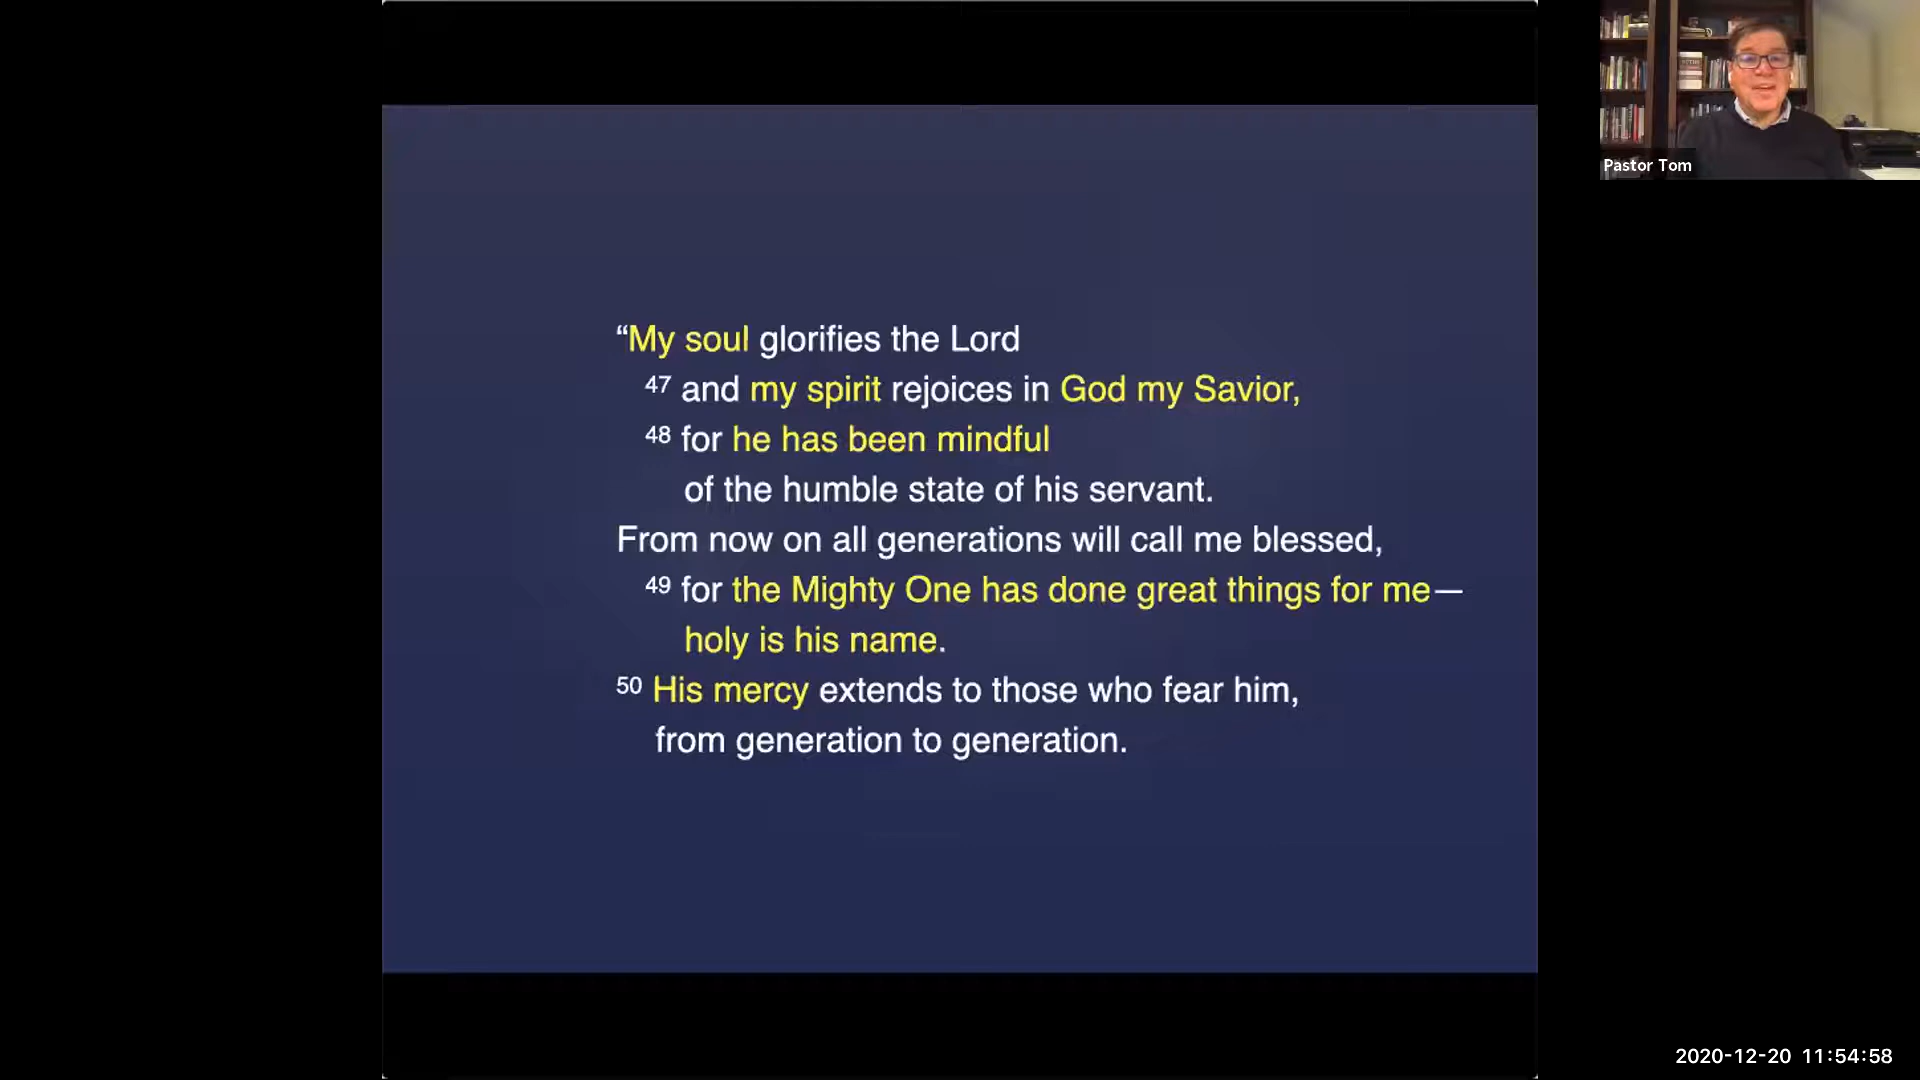 “My soul glorifies the Lord
47 and my spirit rejoices in God my Savior,
48 for he has been mindful
of the humble state of his servant.
From now on all generations will call me blessed,
49 for the Mighty One has done great things for me—
holy is his name.
50 His mercy extends to those who fear him,
from generation to generation.
Pastor Tom
2020-12-20 11:54:58